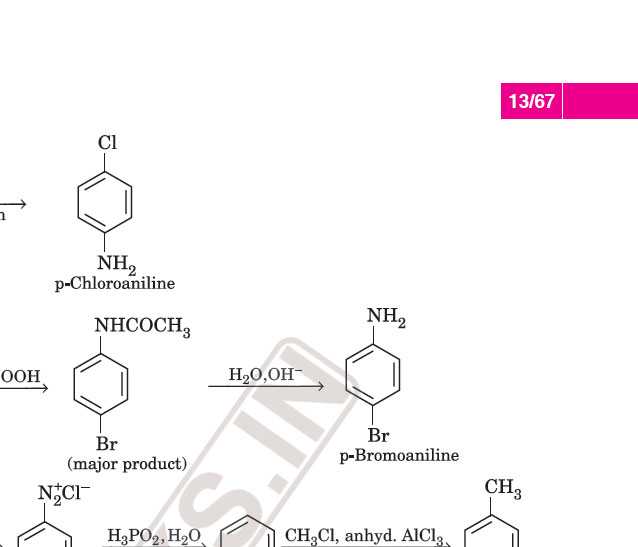 13/67
Cl
NH₂
p-Chloroaniline
NHCOCH₃
NH₂
OOH
H₂O,OH⁻
Br
Br
(major product)
p-Bromoaniline
N₂⁺Cl⁻
CH₃
H₃PO₂, H₂O
CH₃Cl, anhyd. AlCl₃